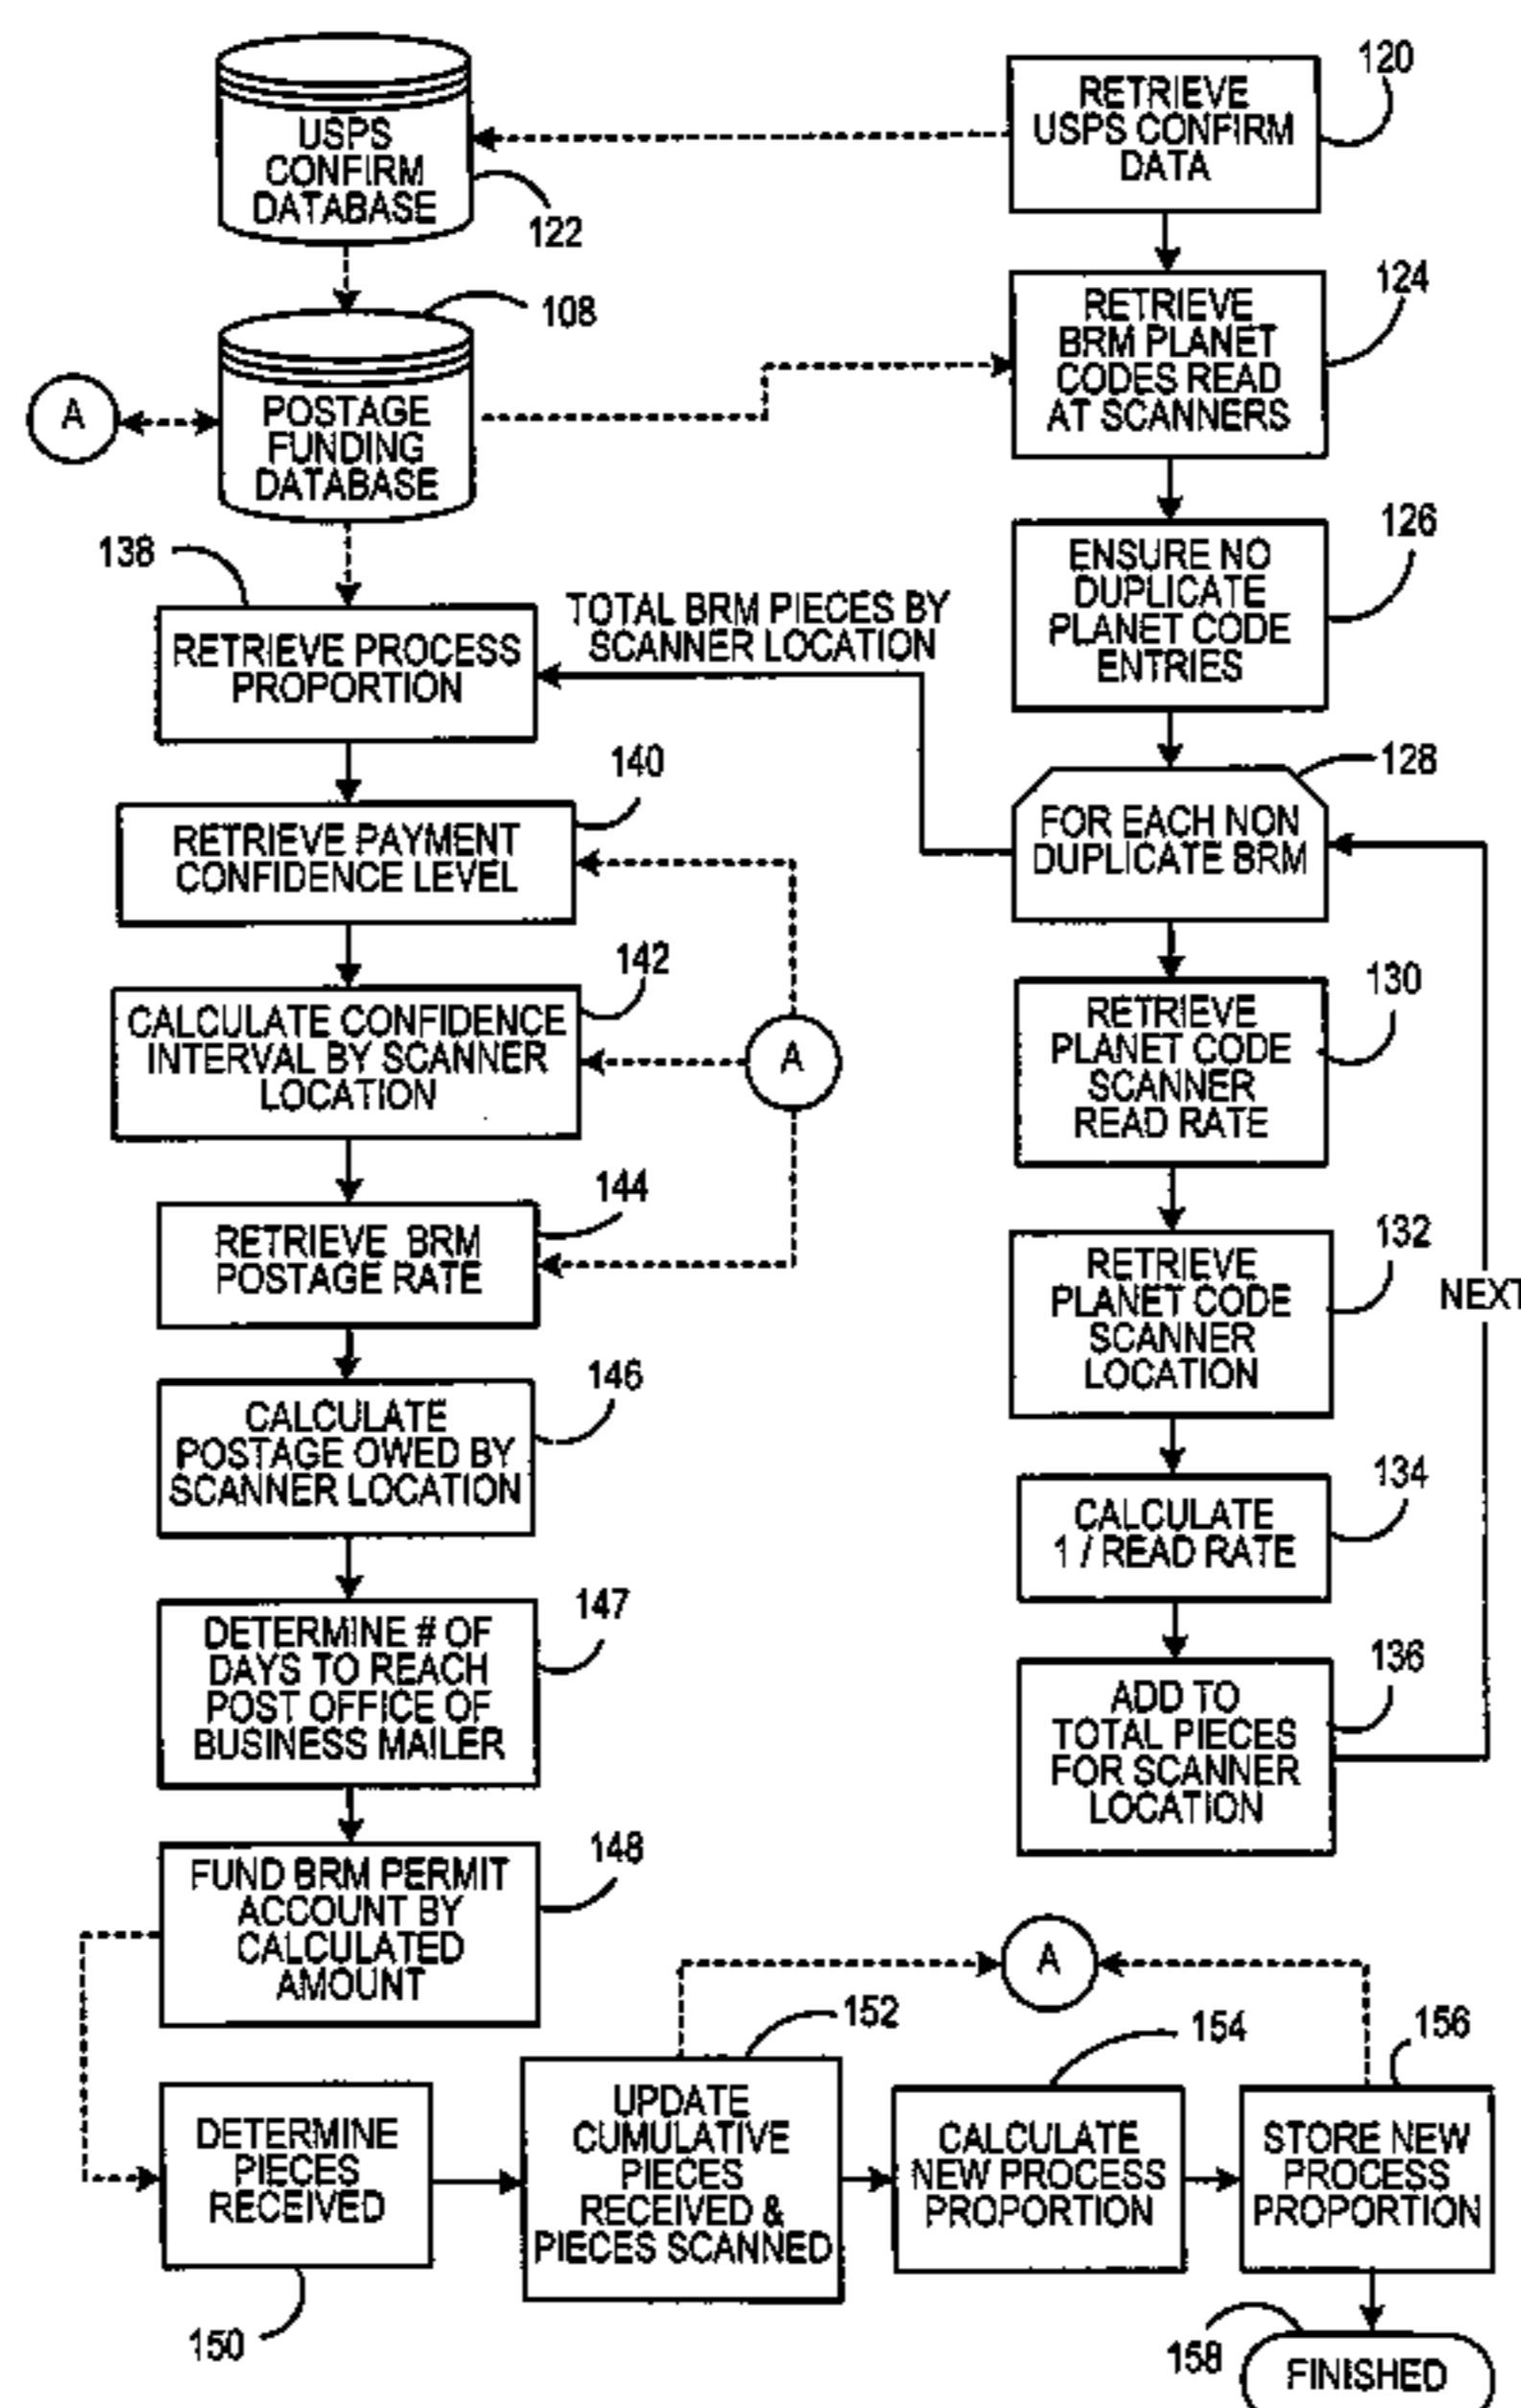 USPS
CONFIRM
DATABASE
122
RETRIEVE
USPS CONFIRM
DATA
120
108
A
POSTAGE
FUNDING
DATABASE
RETRIEVE
BRM PLANET
CODES READ
AT SCANNERS
124
ENSURE NO
DUPLICATE
PLANET CODE
ENTRIES
126
138
RETRIEVE PROCESS
PROPORTION
TOTAL BRM PIECES BY
SCANNER LOCATION
FOR EACH NON
DUPLICATE BRM
128
RETRIEVE PAYMENT
CONFIDENCE LEVEL
140
CALCULATE CONFIDENCE
INTERVAL BY SCANNER
LOCATION
142
A
RETRIEVE
PLANET CODE
SCANNER
READ RATE
130
RETRIEVE BRM
POSTAGE RATE
144
RETRIEVE
PLANET CODE
SCANNER
LOCATION
132
NEXT
CALCULATE
POSTAGE OWED BY
SCANNER LOCATION
146
CALCULATE
1 / READ RATE
134
DETERMINE # OF
DAYS TO REACH
POST OFFICE OF
BUSINESS MAILER
147
ADD TO
TOTAL PIECES
FOR SCANNER
LOCATION
136
FUND BRM PERMIT
ACCOUNT BY
CALCULATED
AMOUNT
148
A
DETERMINE
PIECES
RECEIVED
150
UPDATE
CUMULATIVE
PIECES
RECEIVED &
PIECES SCANNED
152
CALCULATE
NEW PROCESS
PROPORTION
154
STORE NEW
PROCESS
PROPORTION
156
158
FINISHED